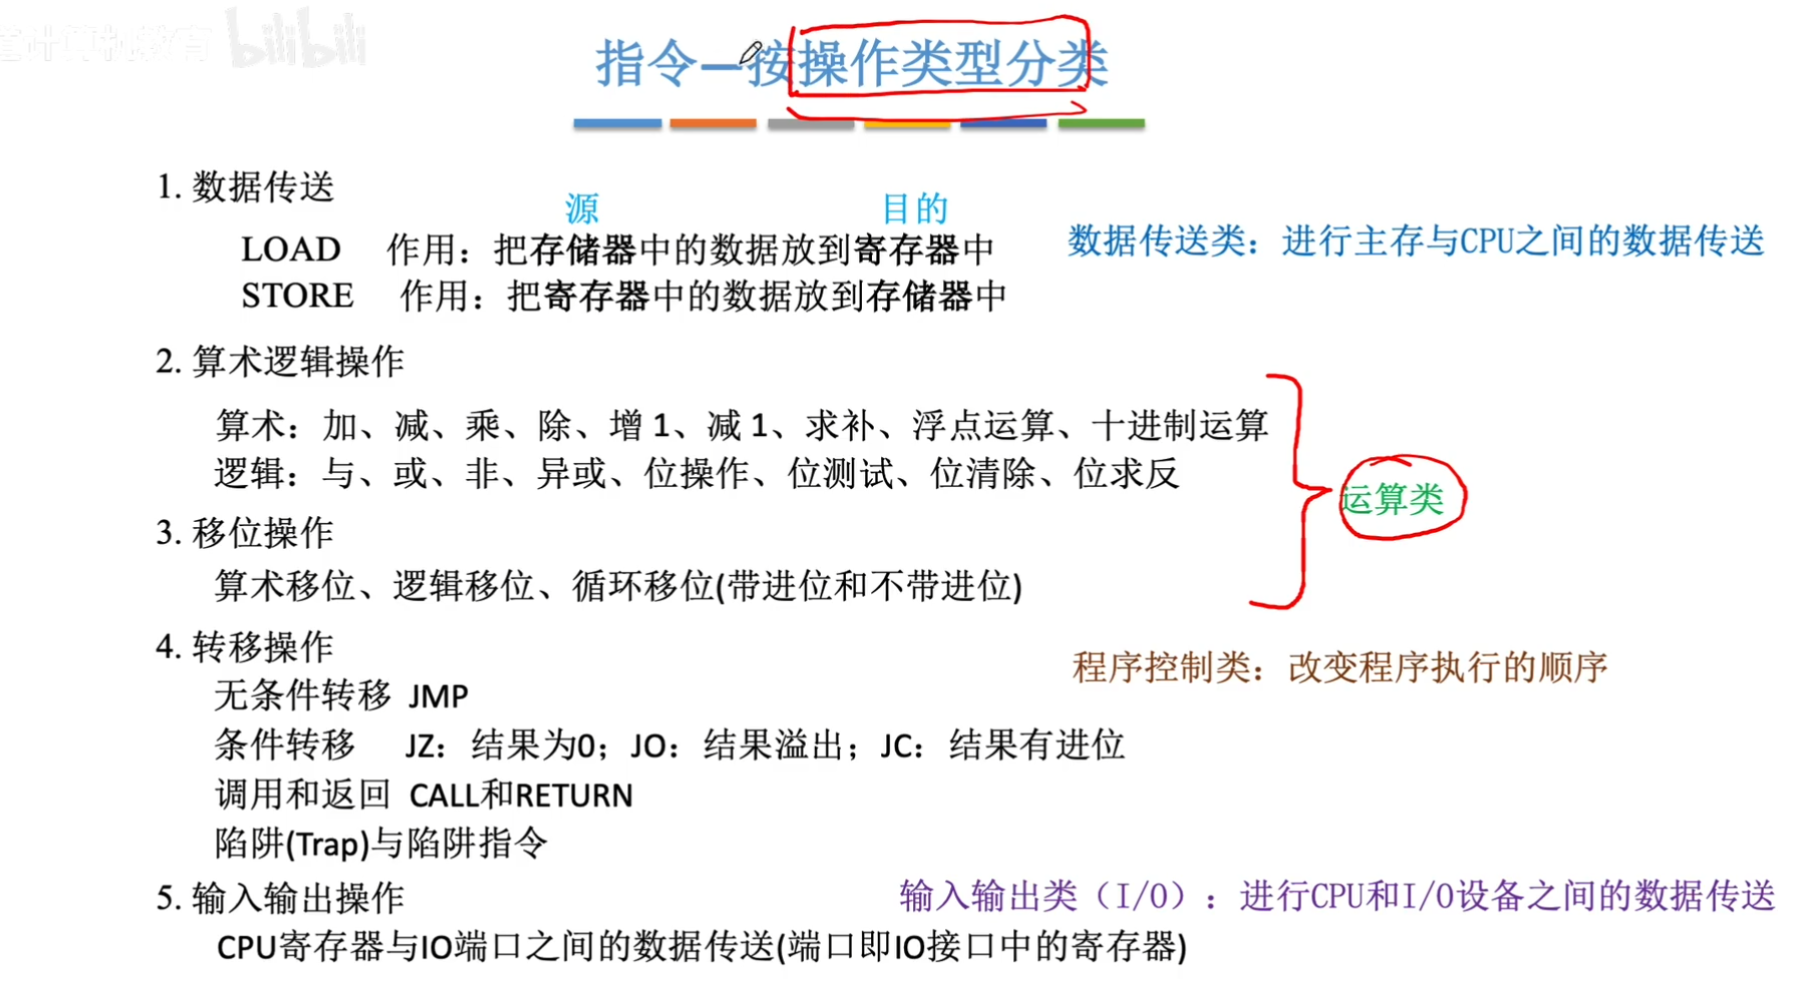 计算机教育 bilibili
指令—按操作类型分类
1. 数据传送
源 目的
LOAD 作用：把存储器中的数据放到寄存器中
数据传送类：进行主存与CPU之间的数据传送
STORE 作用：把寄存器中的数据放到存储器中
2. 算术逻辑操作
算术：加、减、乘、除、增 1、减 1、求补、浮点运算、十进制运算
逻辑：与、或、非、异或、位操作、位测试、位清除、位求反
运算类
3. 移位操作
算术移位、逻辑移位、循环移位(带进位和不带进位)
4. 转移操作
程序控制类：改变程序执行的顺序
无条件转移 JMP
条件转移 JZ：结果为0；JO：结果溢出；JC：结果有进位
调用和返回 CALL和RETURN
陷阱(Trap)与陷阱指令
5. 输入输出操作
输入输出类（I/O）：进行CPU和I/O设备之间的数据传送
CPU寄存器与IO端口之间的数据传送(端口即IO接口中的寄存器)